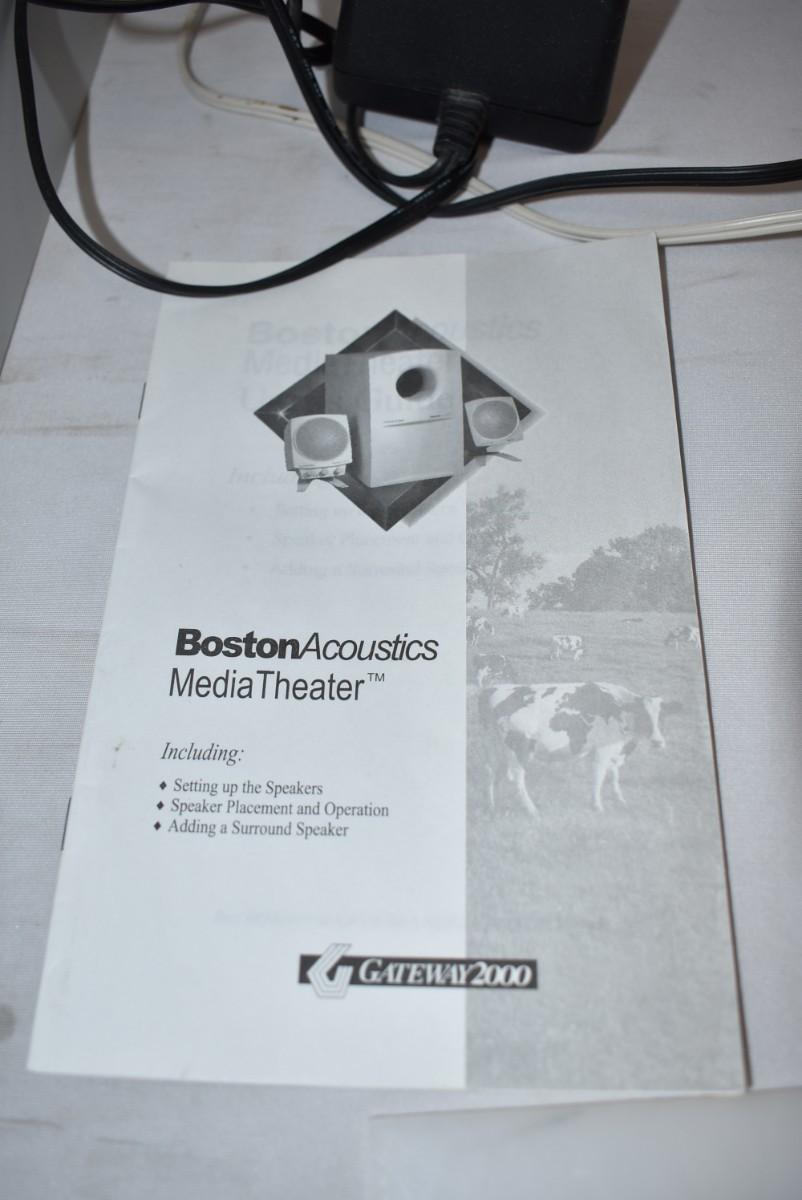 BostonAcoustics
MediaTheater™
Including:
♦ Setting up the Speakers
♦ Speaker Placement and Operation
♦ Adding a Surround Speaker
GATEWAY2000